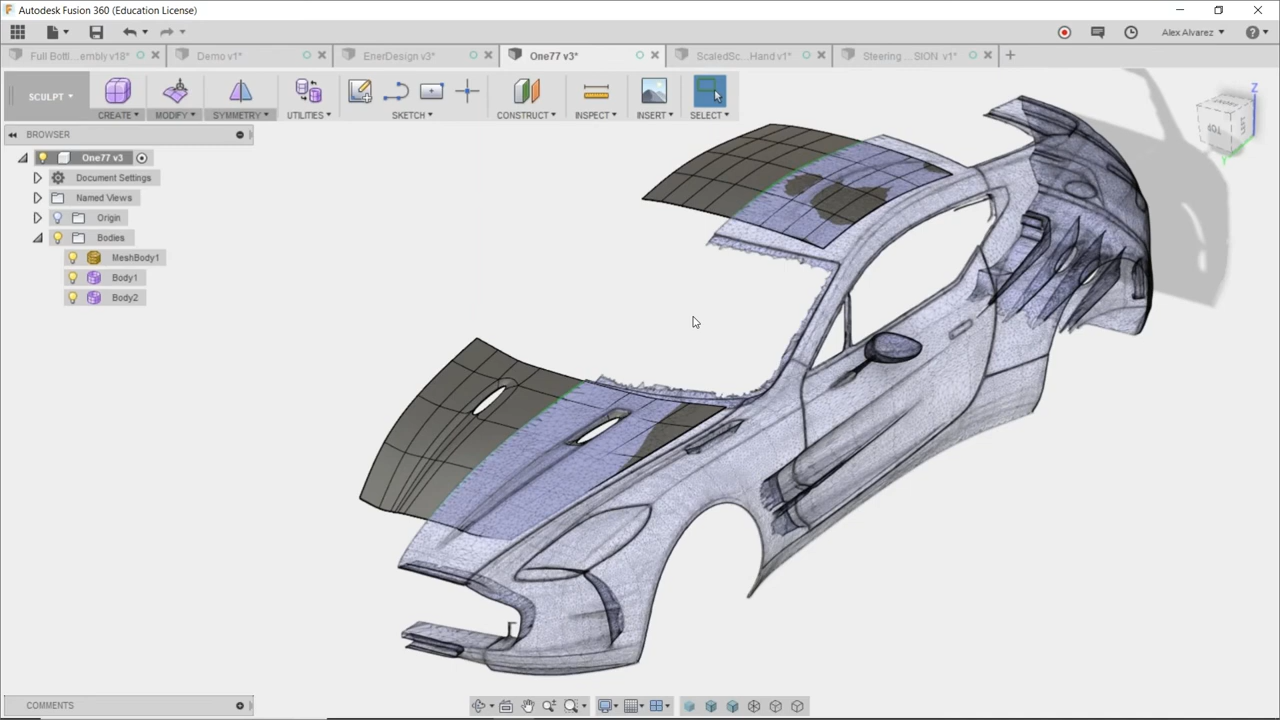 Autodesk Fusion 360 (Education License)
Alex Alvarez
Full Bottl ...embly v18*
Demo v1*
EnerDesign v3*
One77 v3*
ScaledSc...Hand v1*
Steering ...SION v1*
SCULPT
CREATE
MODIFY
SYMMETRY
UTILITIES
SKETCH
CONSTRUCT
INSPECT
INSERT
SELECT
BROWSER
One77 v3
Document Settings
Named Views
Origin
Bodies
MeshBody1
Body1
Body2
Z
TOP
COMMENTS